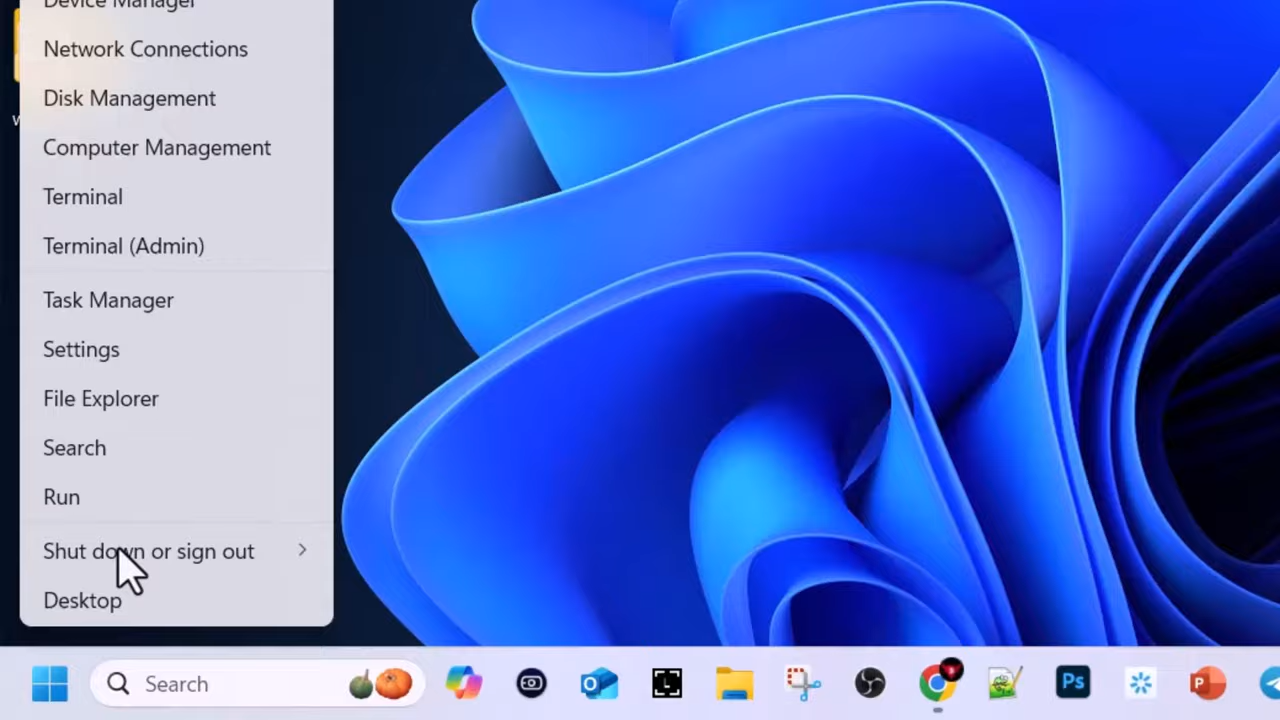 Device Manager
Network Connections
Disk Management
Computer Management
Terminal
Terminal (Admin)
Task Manager
Settings
File Explorer
Search
Run
Shut down or sign out
Desktop
Search
Ps